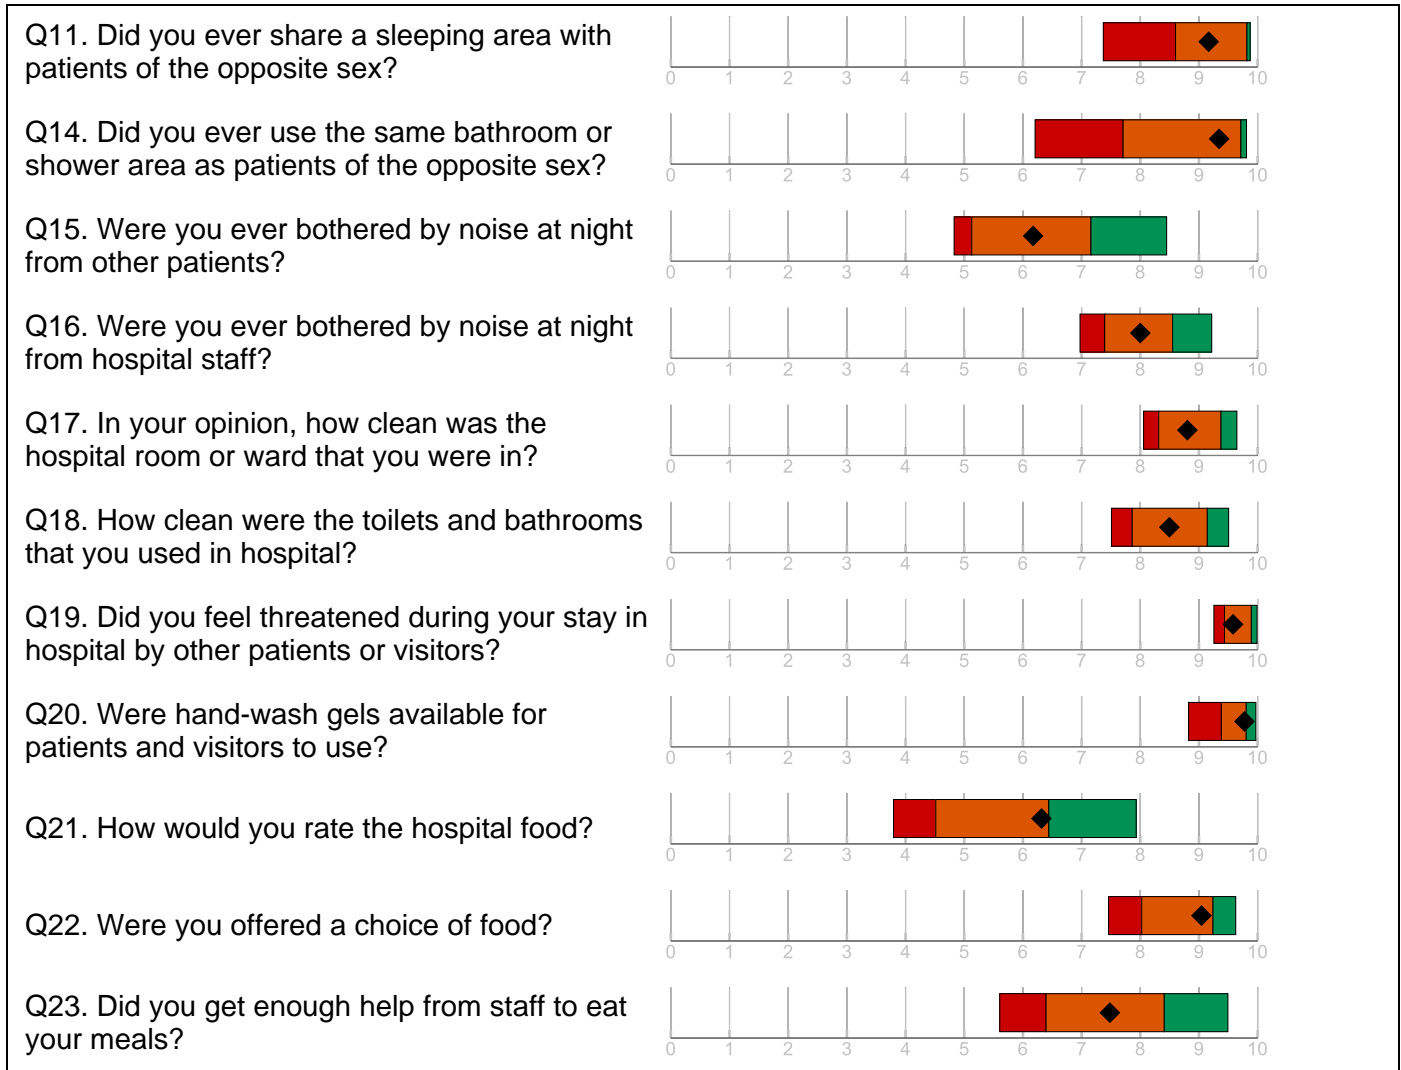 Q11. Did you ever share a sleeping area with
patients of the opposite sex?
0 1 2 3 4 5 6 7 8 9 10
Q14. Did you ever use the same bathroom or
shower area as patients of the opposite sex?
0 1 2 3 4 5 6 7 8 9 10
Q15. Were you ever bothered by noise at night
from other patients?
0 1 2 3 4 5 6 7 8 9 10
Q16. Were you ever bothered by noise at night
from hospital staff?
0 1 2 3 4 5 6 7 8 9 10
Q17. In your opinion, how clean was the
hospital room or ward that you were in?
0 1 2 3 4 5 6 7 8 9 10
Q18. How clean were the toilets and bathrooms
that you used in hospital?
0 1 2 3 4 5 6 7 8 9 10
Q19. Did you feel threatened during your stay in
hospital by other patients or visitors?
0 1 2 3 4 5 6 7 8 9 10
Q20. Were hand-wash gels available for
patients and visitors to use?
0 1 2 3 4 5 6 7 8 9 10
Q21. How would you rate the hospital food?
0 1 2 3 4 5 6 7 8 9 10
Q22. Were you offered a choice of food?
0 1 2 3 4 5 6 7 8 9 10
Q23. Did you get enough help from staff to eat
your meals?
0 1 2 3 4 5 6 7 8 9 10